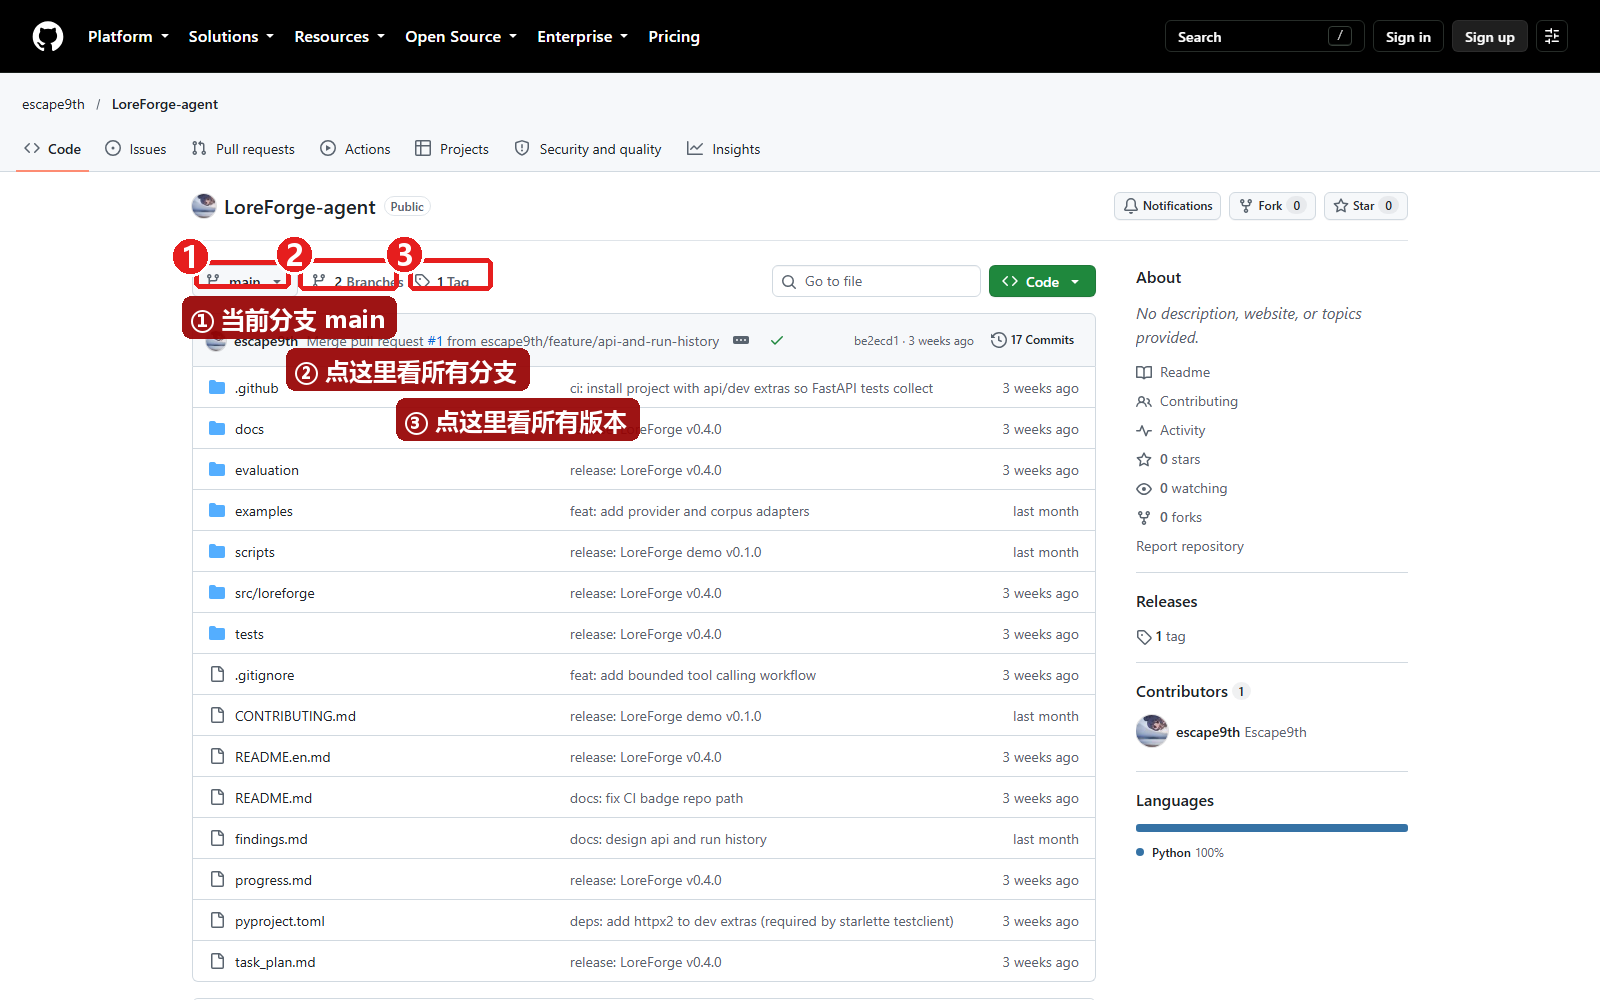 Platform Solutions Resources Open Source Enterprise Pricing Search / Sign in Sign up
escape9th / LoreForge-agent
Code Issues Pull requests Actions Projects Security and quality Insights
LoreForge-agent Public Notifications Fork 0 Star 0
1 2 3
main 2 Branches 1 Tag Go to file Code
① 当前分支 main
escape9th Merge pull request #1 from escape9th/feature/api-and-run-history be2ecd1 · 3 weeks ago 17 Commits
② 点这里看所有分支
.github ci: install project with api/dev extras so FastAPI tests collect 3 weeks ago
③ 点这里看所有版本
docs LoreForge v0.4.0 3 weeks ago
evaluation release: LoreForge v0.4.0 3 weeks ago
examples feat: add provider and corpus adapters last month
scripts release: LoreForge demo v0.1.0 last month
src/loreforge release: LoreForge v0.4.0 3 weeks ago
tests release: LoreForge v0.4.0 3 weeks ago
.gitignore feat: add bounded tool calling workflow 3 weeks ago
CONTRIBUTING.md release: LoreForge demo v0.1.0 last month
README.en.md release: LoreForge v0.4.0 3 weeks ago
README.md docs: fix CI badge repo path 3 weeks ago
findings.md docs: design api and run history last month
progress.md release: LoreForge v0.4.0 3 weeks ago
pyproject.toml deps: add httpx2 to dev extras (required by starlette testclient) 3 weeks ago
task_plan.md release: LoreForge v0.4.0 3 weeks ago
About
No description, website, or topics
provided.
Readme
Contributing
Activity
0 stars
0 watching
0 forks
Report repository
Releases
1 tag
Contributors 1
escape9th Escape9th
Languages
Python 100%